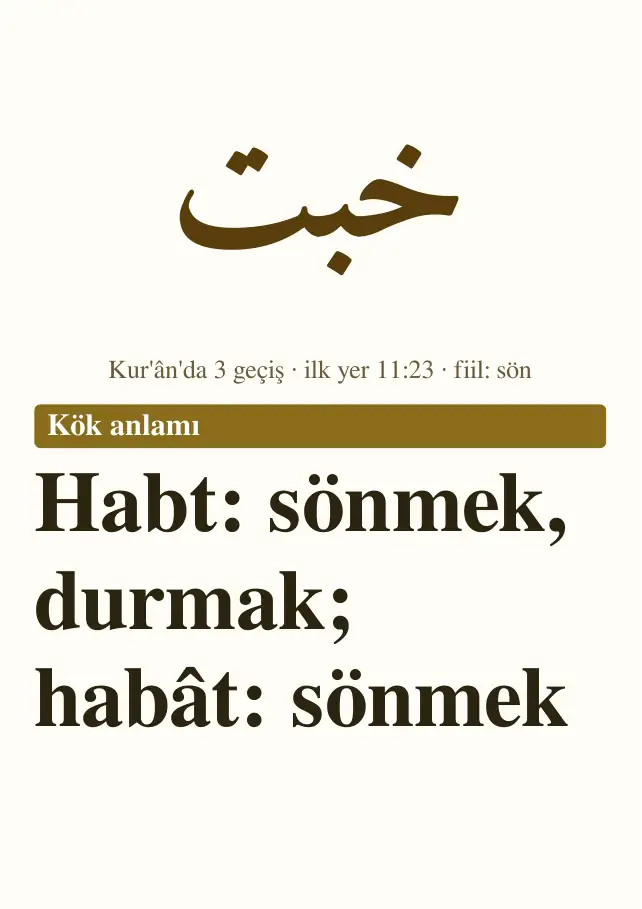 خبت
Kur'ân'da 3 geçiş · ilk yer 11:23 · fiil: sön
Kök anlamı
Habt: sönmek,
durmak;
habât: sönmek